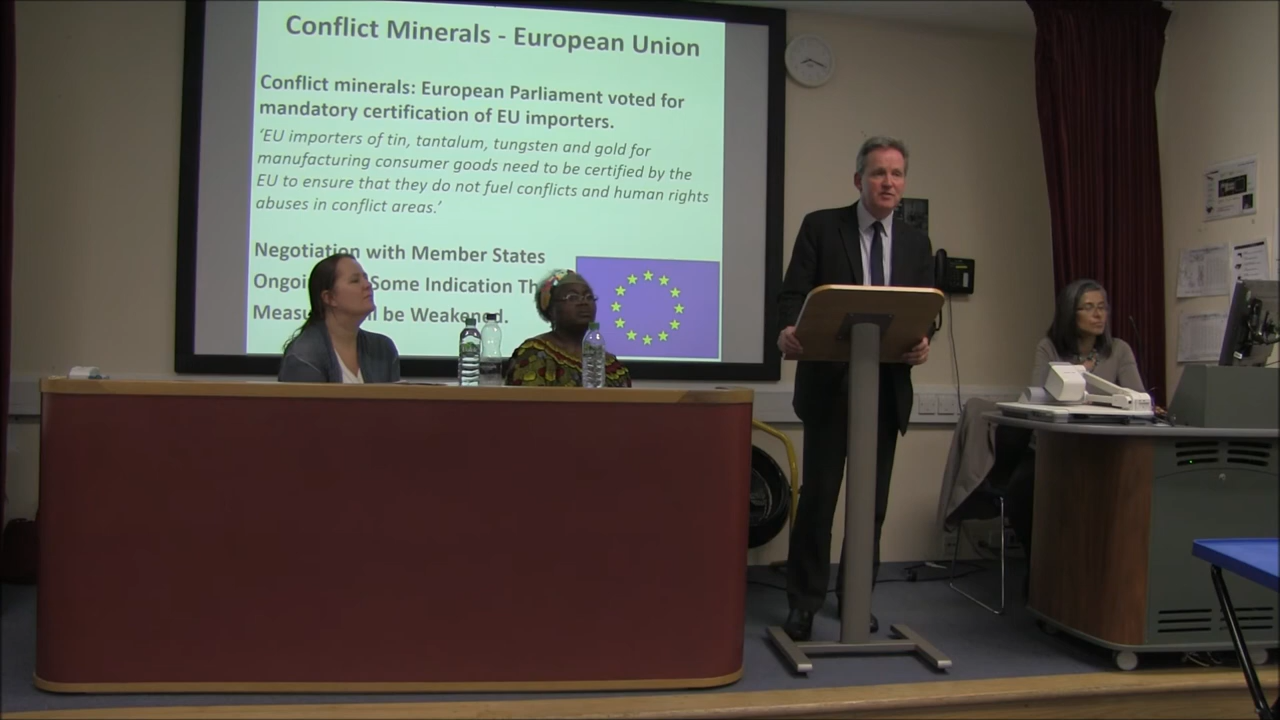 Conflict Minerals - European Union
Conflict minerals: European Parliament voted for
mandatory certification of EU importers.
‘EU importers of tin, tantalum, tungsten and gold for
manufacturing consumer goods need to be certified by the
EU to ensure that they do not fuel conflicts and human rights
abuses in conflict areas.’
Negotiation with Member States
Some Indication
be Weakened.